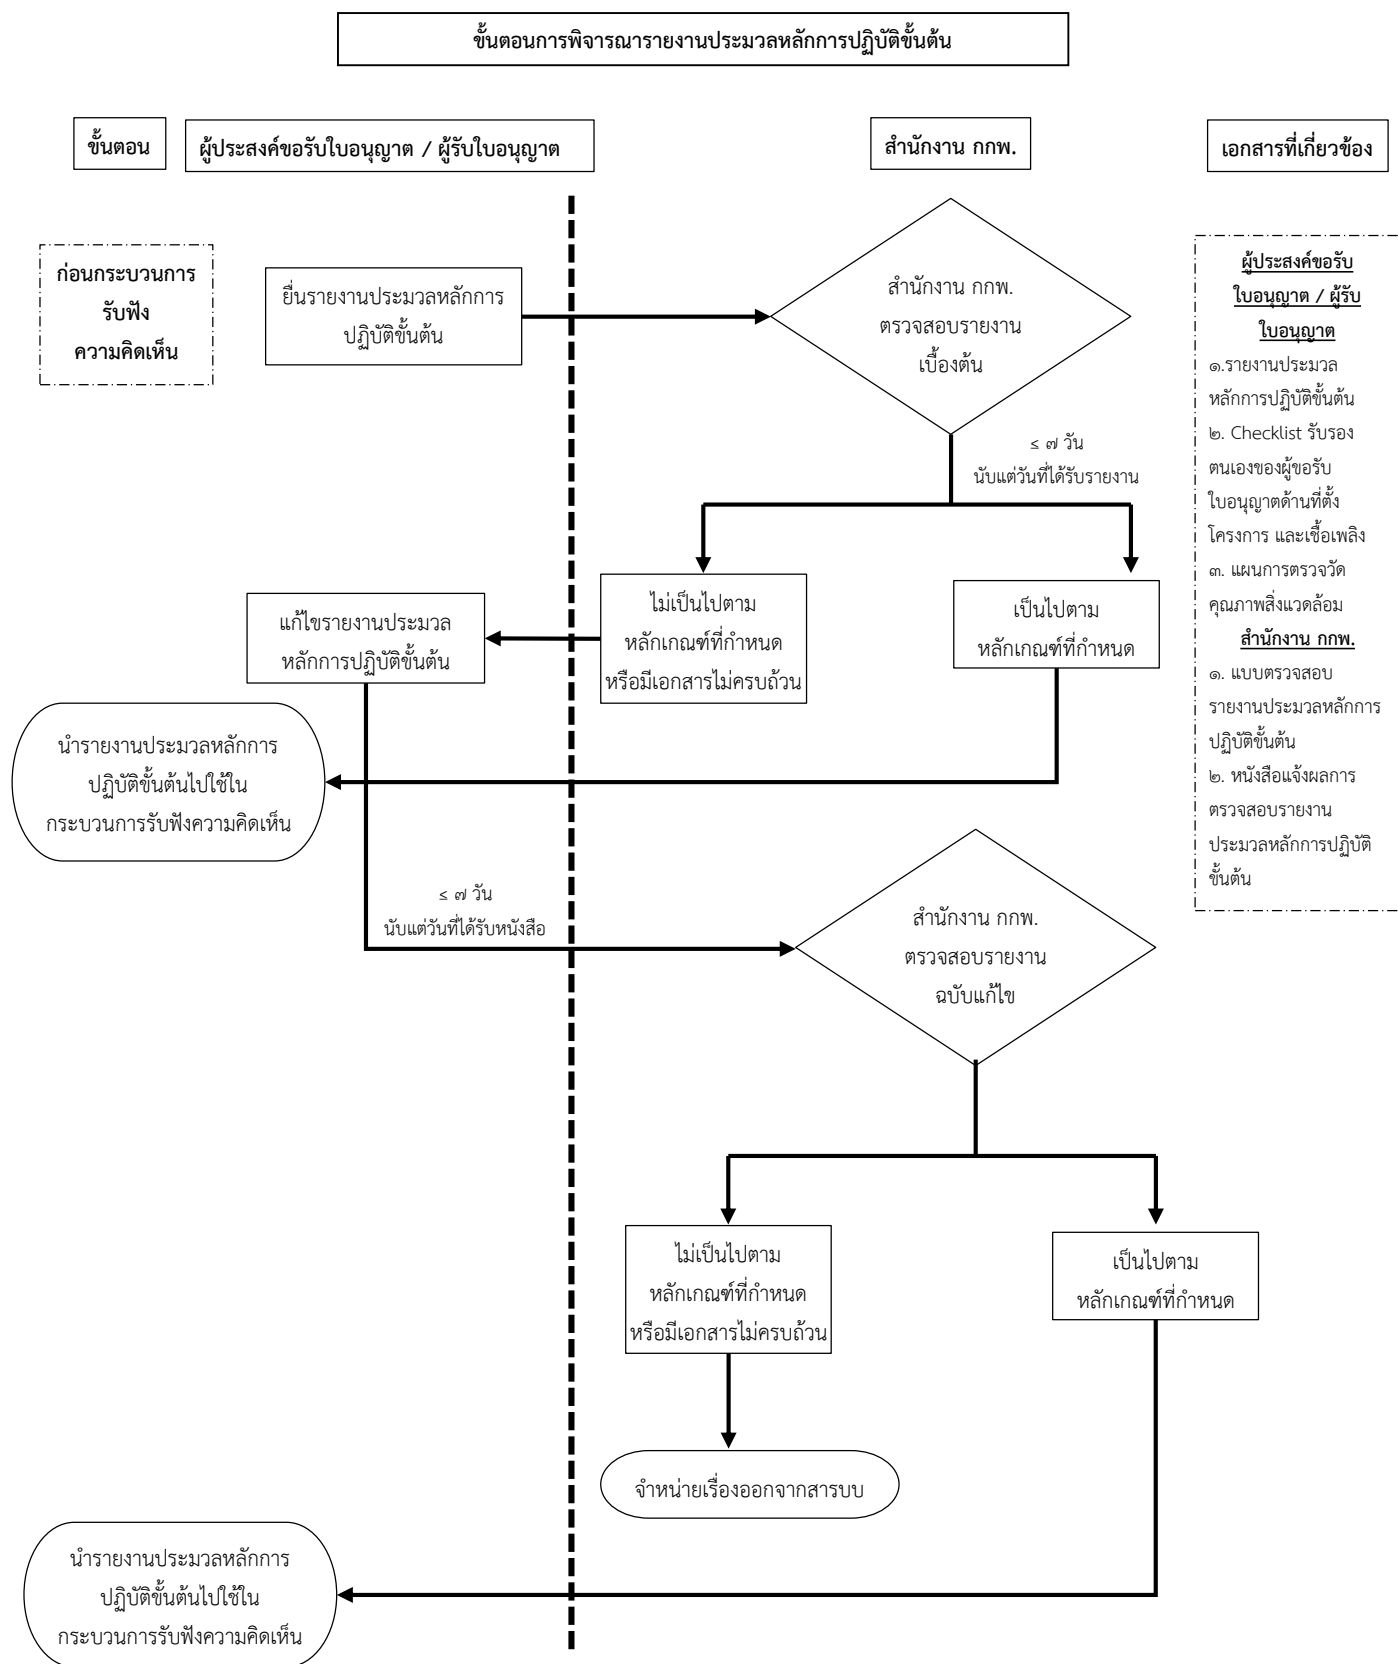 ขั้นตอนการพิจารณารายงานประมวลหลักการปฏิบัติขั้นต้น
ขั้นตอน
ผู้ประสงค์ขอรับใบอนุญาต / ผู้รับใบอนุญาต
สำนักงาน กกพ.
เอกสารที่เกี่ยวข้อง
ก่อนกระบวนการ
รับฟัง
ความคิดเห็น
ยื่นรายงานประมวลหลักการ
ปฏิบัติขั้นต้น
สำนักงาน กกพ.
ตรวจสอบรายงาน
เบื้องต้น
≤ ๗ วัน
นับแต่วันที่ได้รับรายงาน
ไม่เป็นไปตาม
หลักเกณฑ์ที่กำหนด
หรือมีเอกสารไม่ครบถ้วน
เป็นไปตาม
หลักเกณฑ์ที่กำหนด
แก้ไขรายงานประมวล
หลักการปฏิบัติขั้นต้น
นำรายงานประมวลหลักการ
ปฏิบัติขั้นต้นไปใช้ใน
กระบวนการรับฟังความคิดเห็น
≤ ๗ วัน
นับแต่วันที่ได้รับหนังสือ
สำนักงาน กกพ.
ตรวจสอบรายงาน
ฉบับแก้ไข
ไม่เป็นไปตาม
หลักเกณฑ์ที่กำหนด
หรือมีเอกสารไม่ครบถ้วน
เป็นไปตาม
หลักเกณฑ์ที่กำหนด
จำหน่ายเรื่องออกจากสารบบ
นำรายงานประมวลหลักการ
ปฏิบัติขั้นต้นไปใช้ใน
กระบวนการรับฟังความคิดเห็น
ผู้ประสงค์ขอรับ
ใบอนุญาต / ผู้รับ
ใบอนุญาต
๑.รายงานประมวล
หลักการปฏิบัติขั้นต้น
๒. Checklist รับรอง
ตนเองของผู้ขอรับ
ใบอนุญาตด้านที่ตั้ง
โครงการ และเชื้อเพลิง
๓. แผนการตรวจวัด
คุณภาพสิ่งแวดล้อม
สำนักงาน กกพ.
๑. แบบตรวจสอบ
รายงานประมวลหลักการ
ปฏิบัติขั้นต้น
๒. หนังสือแจ้งผลการ
ตรวจสอบรายงาน
ประมวลหลักการปฏิบัติ
ขั้นต้น